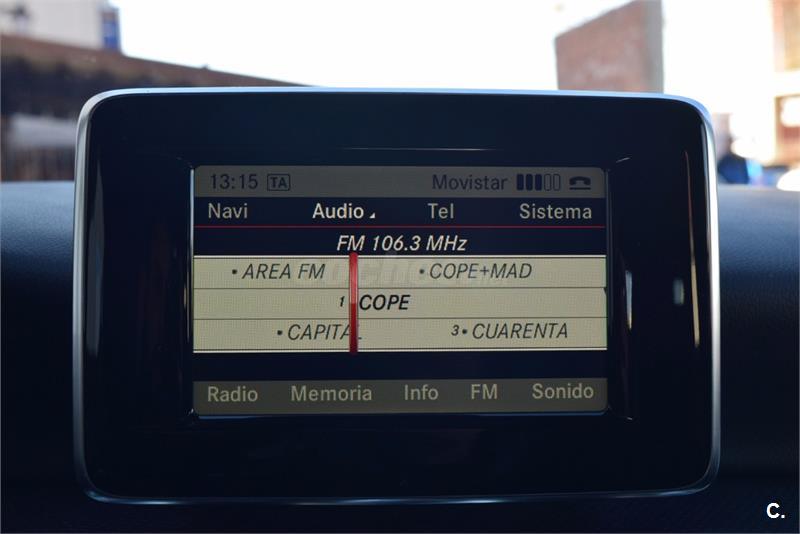 13:15 TA Movistar
Navi Audio Tel Sistema
FM 106.3 MHz
• AREA FM • COPE+MAD
1 COPE
• CAPITAL 3• CUARENTA
Radio Memoria Info FM Sonido
C.